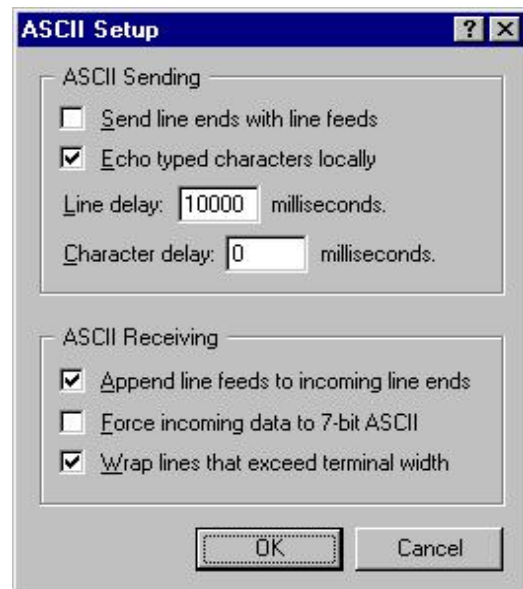 ASCII Setup
ASCII Sending
Send line ends with line feeds
Echo typed characters locally
Line delay: 10000 milliseconds.
Character delay: 0 milliseconds.
ASCII Receiving
Append line feeds to incoming line ends
Force incoming data to 7-bit ASCII
Wrap lines that exceed terminal width
OK Cancel